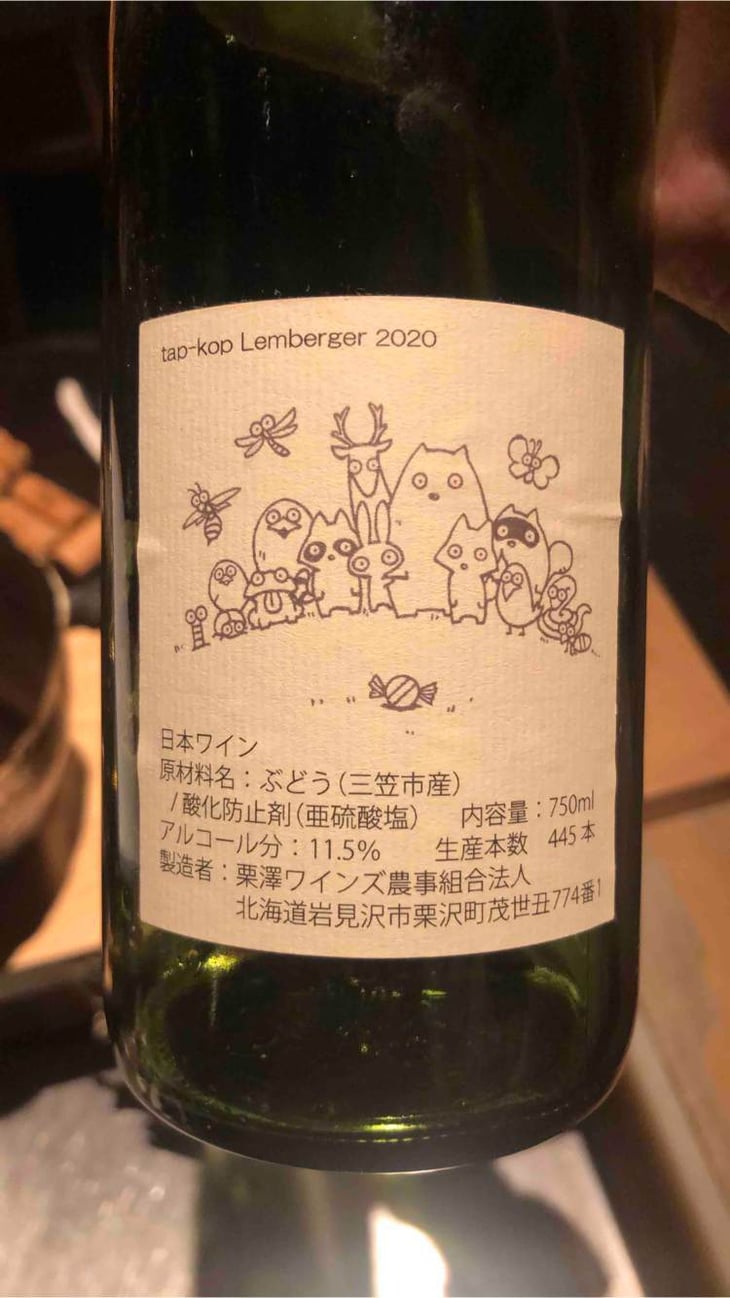 tap-kop Lemberger 2020
日本ワイン
原材料名：ぶどう（三笠市産）
/ 酸化防止剤（亜硫酸塩） 内容量：750ml
アルコール分：11.5% 生産本数 445本
製造者：栗澤ワインズ農事組合法人
北海道岩見沢市栗沢町茂世丑774番1